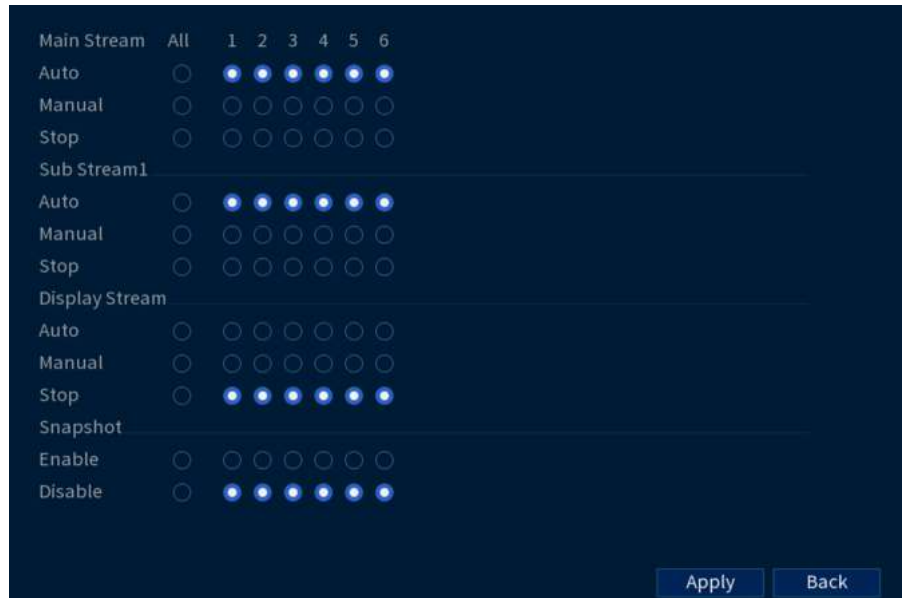 Main Stream All 1 2 3 4 5 6
Auto
Manual
Stop
Sub Stream1
Auto
Manual
Stop
Display Stream
Auto
Manual
Stop
Snapshot
Enable
Disable
Apply Back